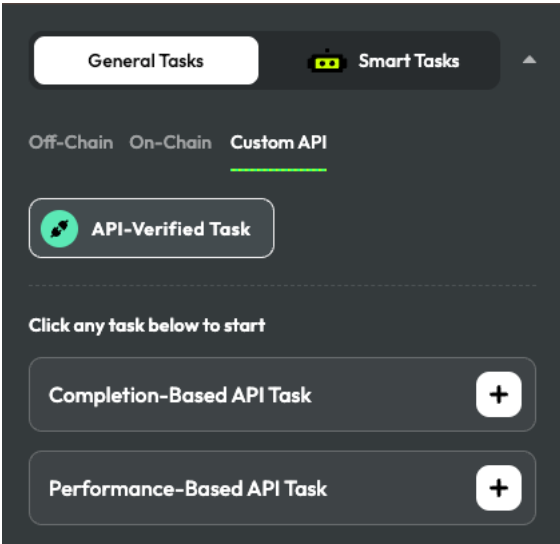 General Tasks Smart Tasks
Off-Chain On-Chain Custom API
API-Verified Task
Click any task below to start
Completion-Based API Task
Performance-Based API Task